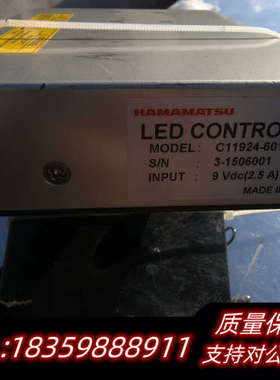 HAMAMATSU
LED CONTRO
MODEL : C11924-601
S/N : 3-1506001
INPUT : 9 Vdc(2.5 A)
MADE I
质量保
:18359888911 支持对公